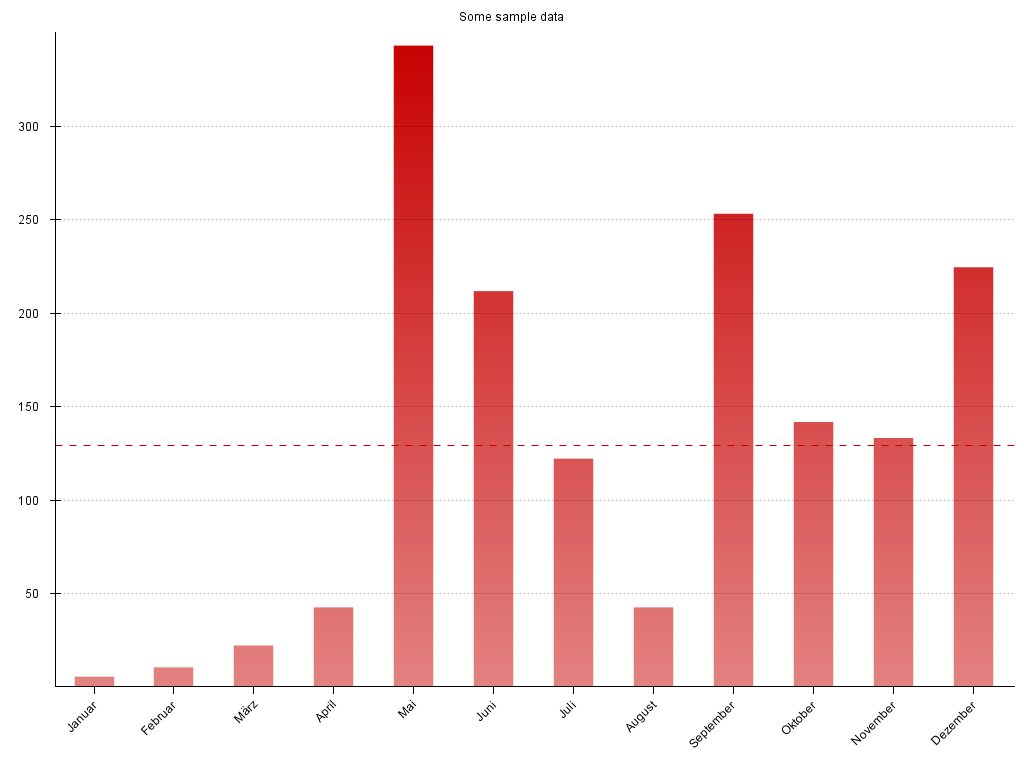 Some sample data
300
250
200
150
100
50
Januar
Februar
März
April
Mai
Juni
Juli
August
September
Oktober
November
Dezember